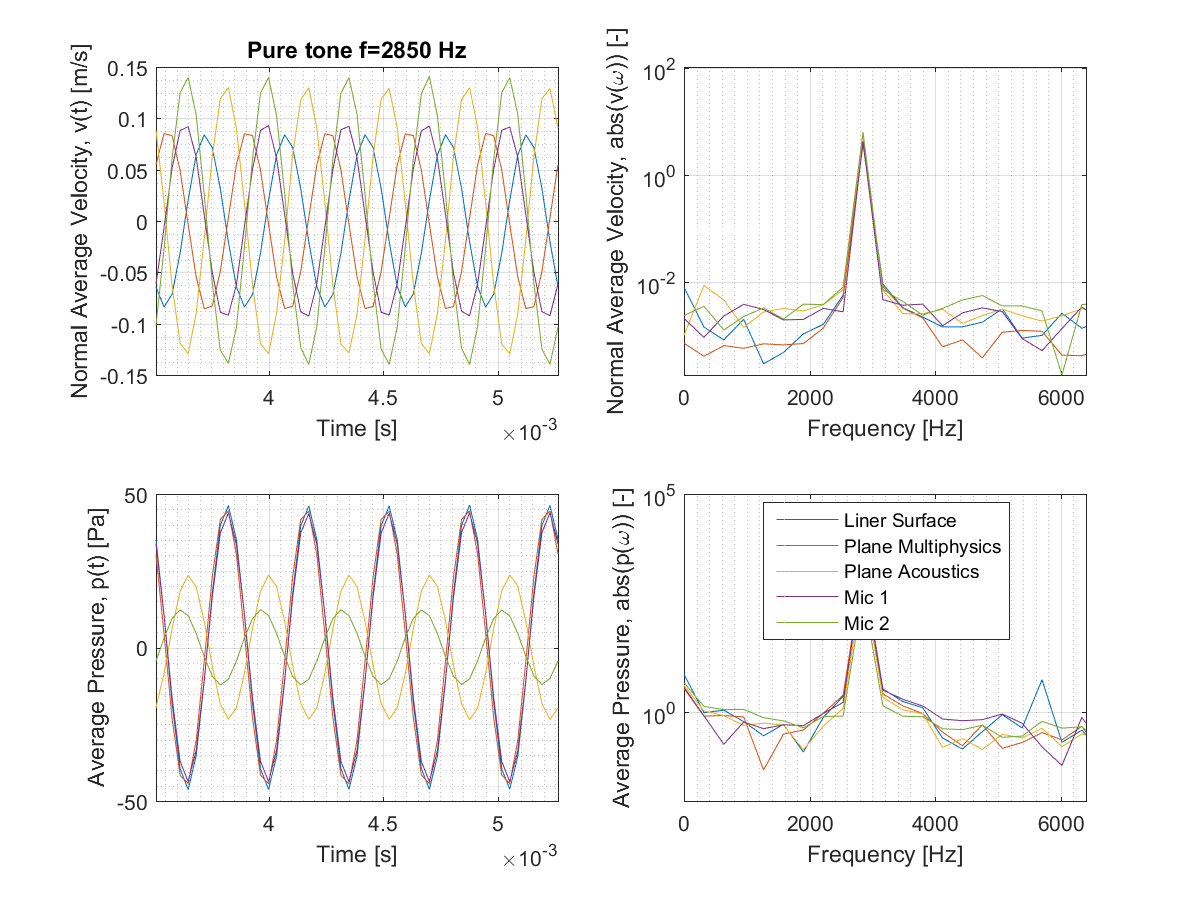 Pure tone f=2850 Hz
Normal Average Velocity, v(t) [m/s]
0.15
0.1
0.05
0
-0.05
-0.1
-0.15
4
4.5
5
Time [s]
×10-3
Normal Average Velocity, abs(v(ω)) [-]
102
100
10-2
0
2000
4000
6000
Frequency [Hz]
Average Pressure, p(t) [Pa]
50
0
-50
4
4.5
5
Time [s]
×10-3
Average Pressure, abs(p(ω)) [-]
105
100
Liner Surface
Plane Multiphysics
Plane Acoustics
Mic 1
Mic 2
0
2000
4000
6000
Frequency [Hz]